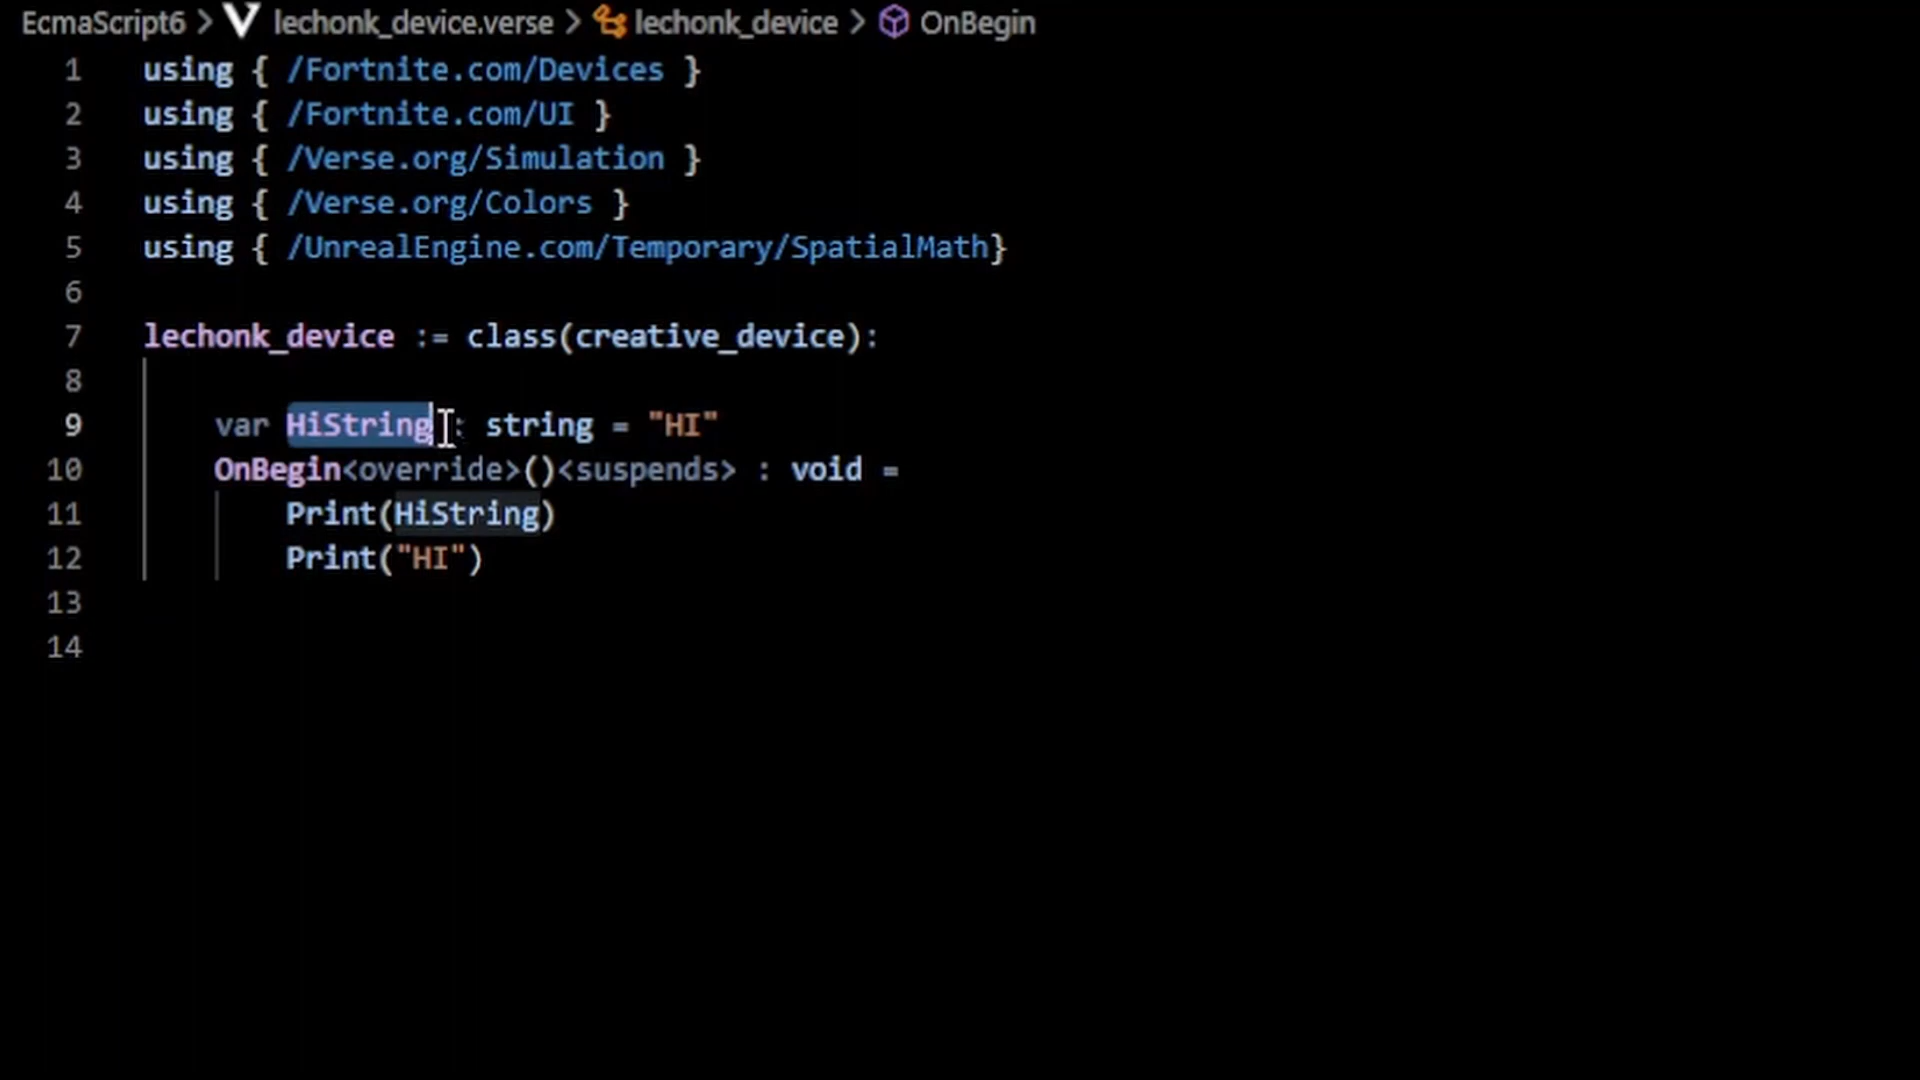 EcmaScript6 > lechonk_device.verse > lechonk_device > OnBegin
1 using { /Fortnite.com/Devices }
2 using { /Fortnite.com/UI }
3 using { /Verse.org/Simulation }
4 using { /Verse.org/Colors }
5 using { /UnrealEngine.com/Temporary/SpatialMath}
6
7 lechonk_device := class(creative_device):
8
9 var HiString : string = "HI"
10 OnBegin<override>()<suspends> : void =
11 Print(HiString)
12 Print("HI")
13
14